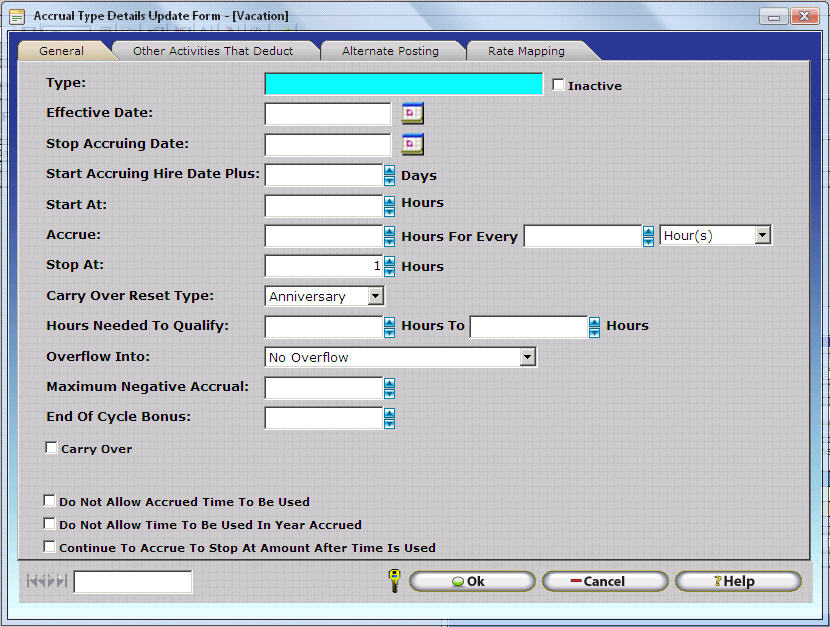 Accrual Type Details Update Form - [Vacation]
General Other Activities That Deduct Alternate Posting Rate Mapping
Type: Inactive
Effective Date:
Stop Accruing Date:
Start Accruing Hire Date Plus: Days
Start At: Hours
Accrue: Hours For Every Hour(s)
Stop At: 1 Hours
Carry Over Reset Type: Anniversary
Hours Needed To Qualify: Hours To Hours
Overflow Into: No Overflow
Maximum Negative Accrual:
End Of Cycle Bonus:
Carry Over
Do Not Allow Accrued Time To Be Used
Do Not Allow Time To Be Used In Year Accrued
Continue To Accrue To Stop At Amount After Time Is Used
Ok Cancel ? Help